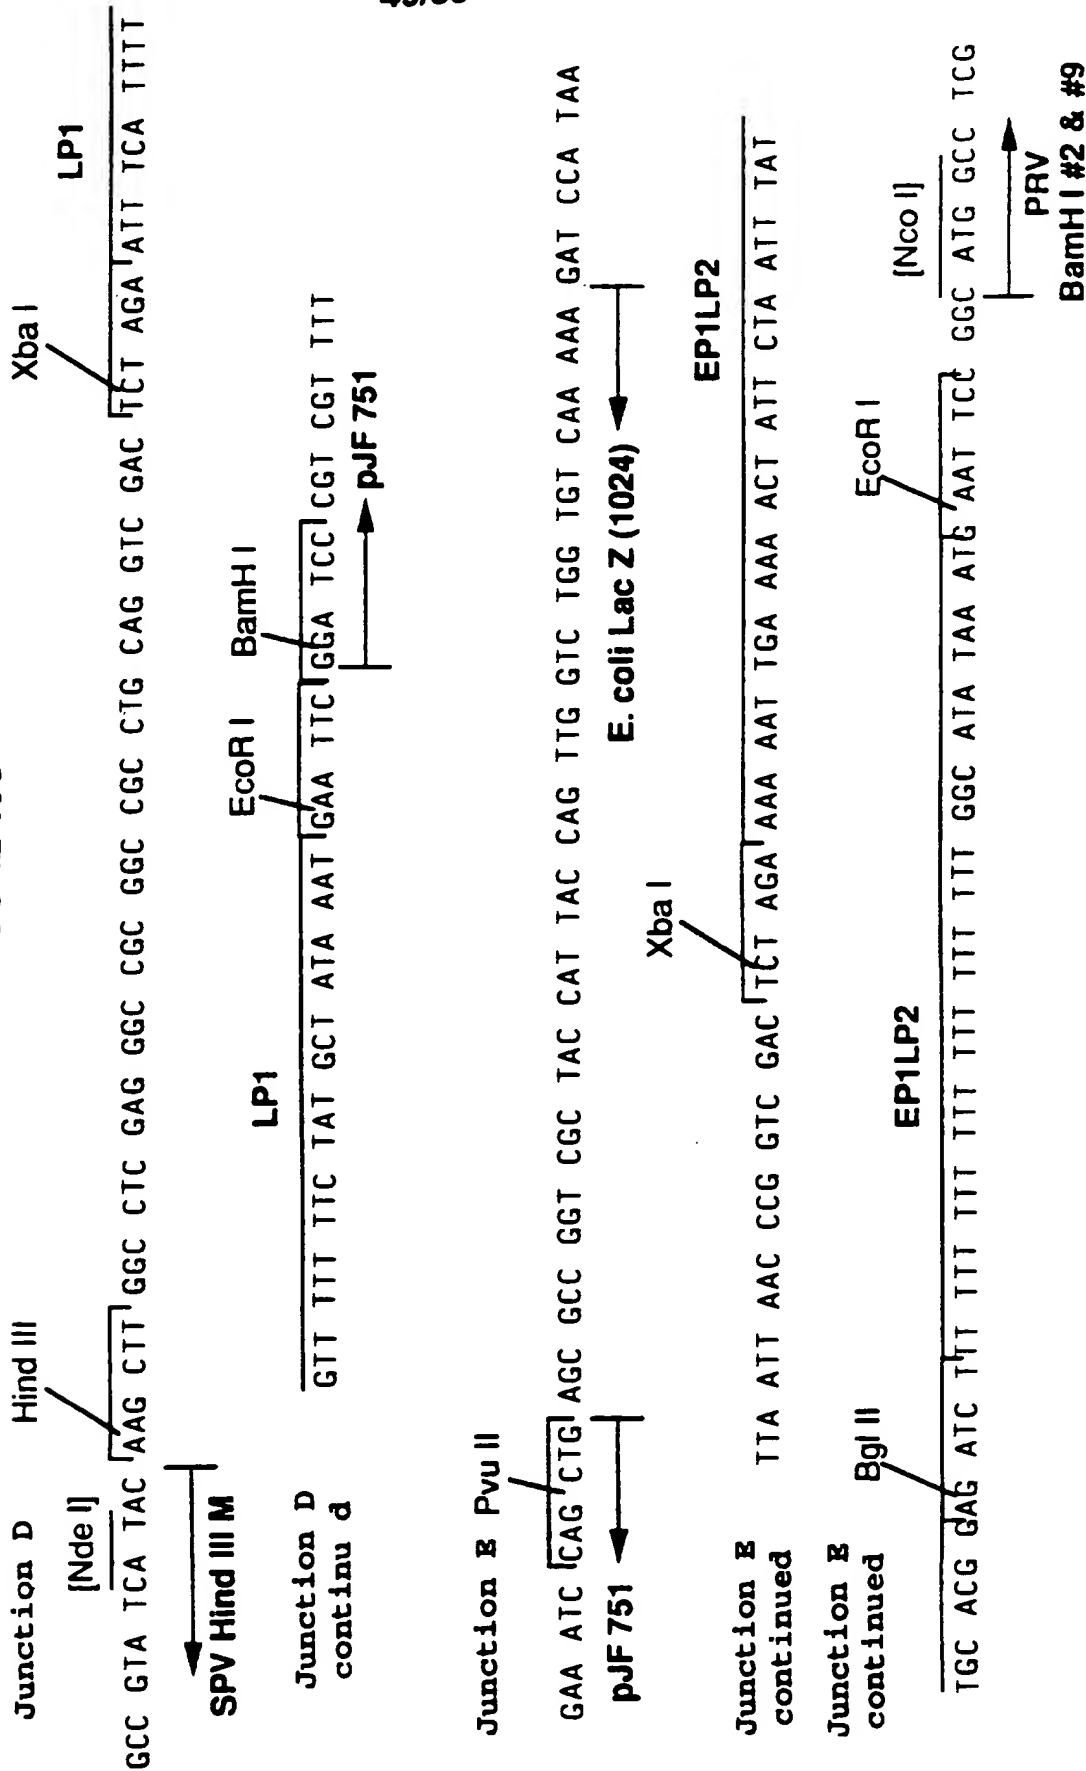 49/
Junction D
Hind III
Xba I
[Nde I]
LP1
GCC GTA TCA TAC AAG CTT GGC CTC GAG GGC CGC GGC CGC CTG CAG GTC GAC TCT AGA ATT TCA TTTT
SPV Hind III M
Junction D
continu d
LP1
EcoR I
BamH I
GTT TTT TTC TAT GCT ATA AAT GAA TTC GGA TCC CGT CGT TTT
pJF 751
Junction E
Pvu II
GAA ATC CAG CTG AGC GCC GGT CGC TAC CAT TAC CAG TTG GTC TGG TGT CAA AAA GAT CCA TAA
pJF 751
E. coli Lac Z (1024)
Junction E
continued
Xba I
EP1LP2
TTA ATT AAC CCG GTC GAC TCT AGA AAA AAT TGA AAA ACT ATT CTA ATT TAT
Junction E
continued
Bgl II
EP1LP2
EcoR I
[Nco I]
TGC ACG GAG ATC TTT TTT TTT TTT TTT TTT TTT GGC ATA TAA ATG AAT TCC GGC ATG GCC TCG
PRV
BamH I #2 & #9